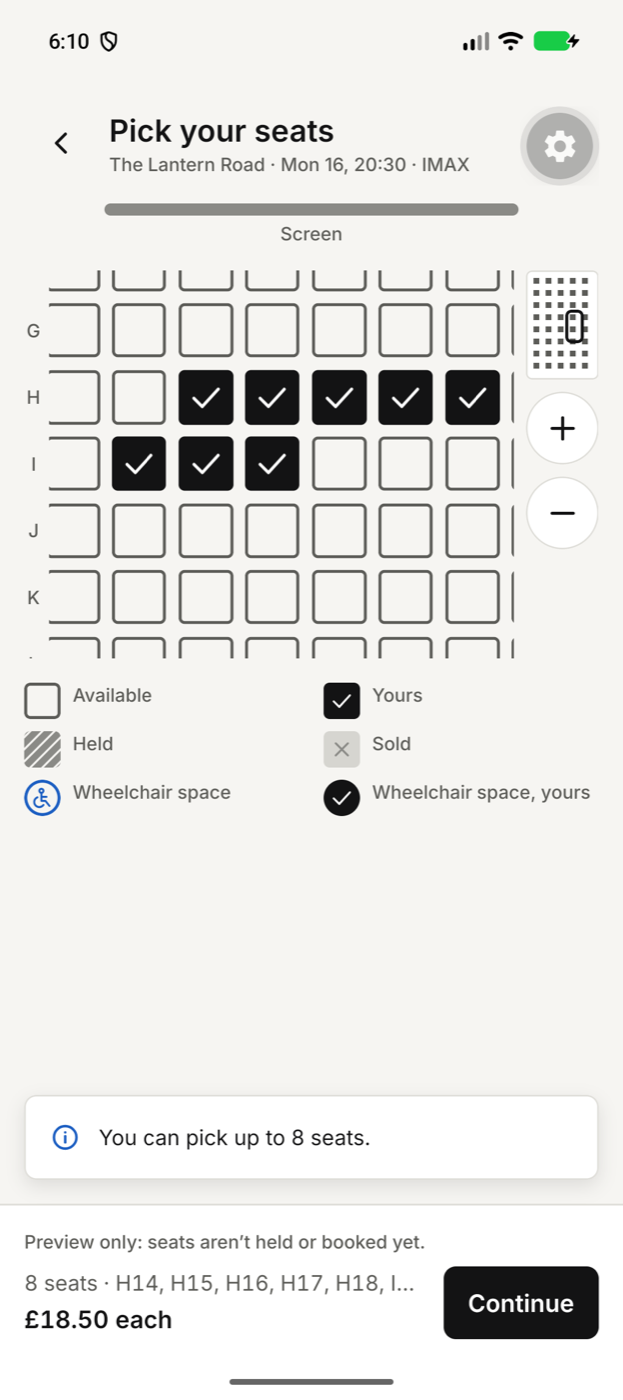 6:10
Pick your seats
The Lantern Road · Mon 16, 20:30 · IMAX
Screen
G
H
I
J
K
Available
Yours
Held
Sold
Wheelchair space
Wheelchair space, yours
You can pick up to 8 seats.
Preview only: seats aren’t held or booked yet.
8 seats · H14, H15, H16, H17, H18, I...
£18.50 each
Continue